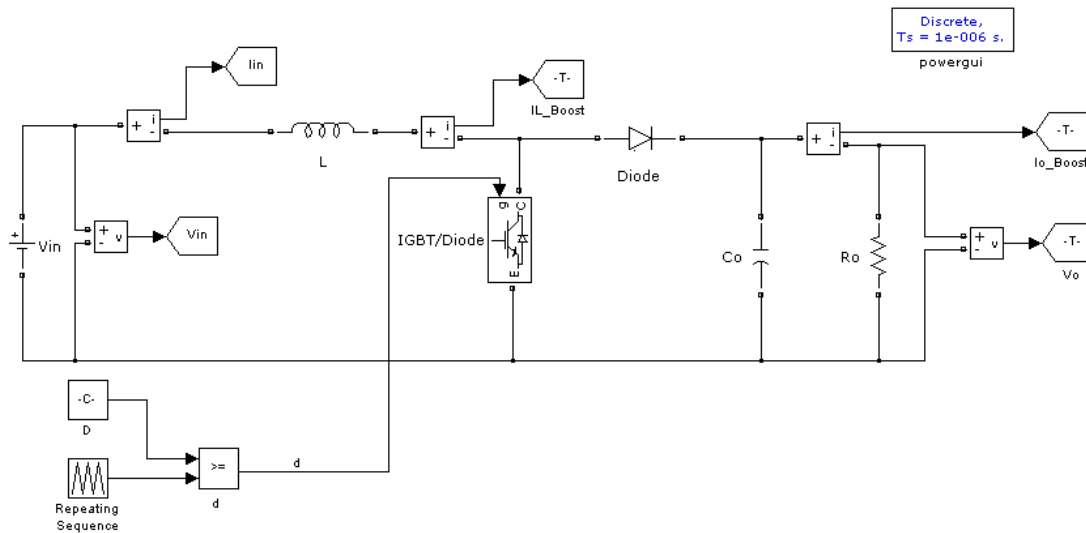 Discrete,
Ts = 1e-006 s.
powergui
Iin
-T-
IL_Boost
i
+
-
i
+
-
i
+
-
-T-
Io_Boost
L
Diode
g
C
E
IGBT/Diode
+
Vin
+
-
v
Vin
Co
Ro
+
-
v
-T-
Vo
-C-
D
>=
d
d
Repeating
Sequence